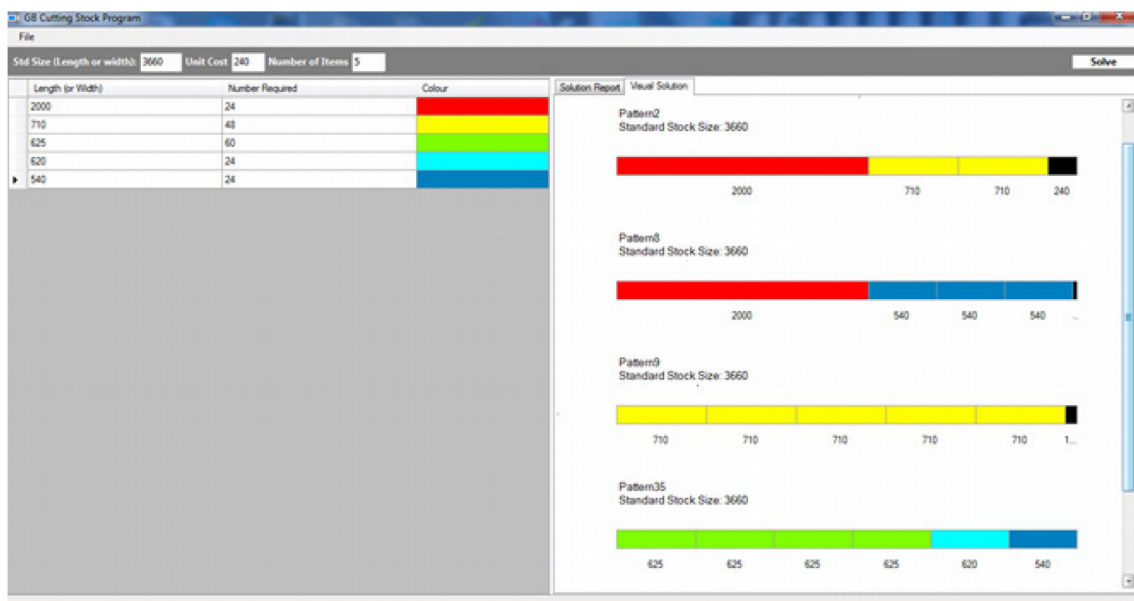 GB Cutting Stock Program
File
Std Size (Length or width): 3660 Unit Cost 240 Number of Items 5 Solve
Length (or Width) Number Required Colour
2000 24
710 48
625 60
620 24
540 24
Solution Report Visual Solution
Pattern2
Standard Stock Size: 3660
2000 710 710 240
Pattern8
Standard Stock Size: 3660
2000 540 540 540 ..
Pattern9
Standard Stock Size: 3660
710 710 710 710 710 1...
Pattern35
Standard Stock Size: 3660
625 625 625 625 620 540